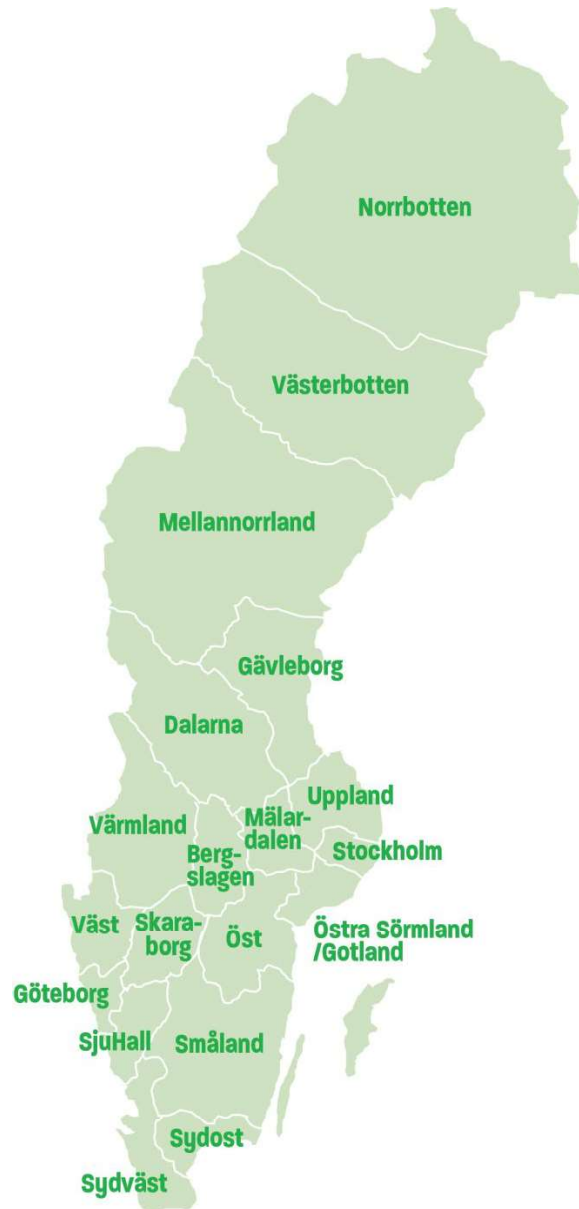 Norrbotten
Västerbotten
Mellannorrland
Gävleborg
Dalarna
Uppland
Värmland
Mälar-
dalen
Stockholm
Berg-
slagen
Väst
Skara-
borg
Öst
Östra Sörmland
/Gotland
Göteborg
SjuHall
Småland
Sydost
Sydväst